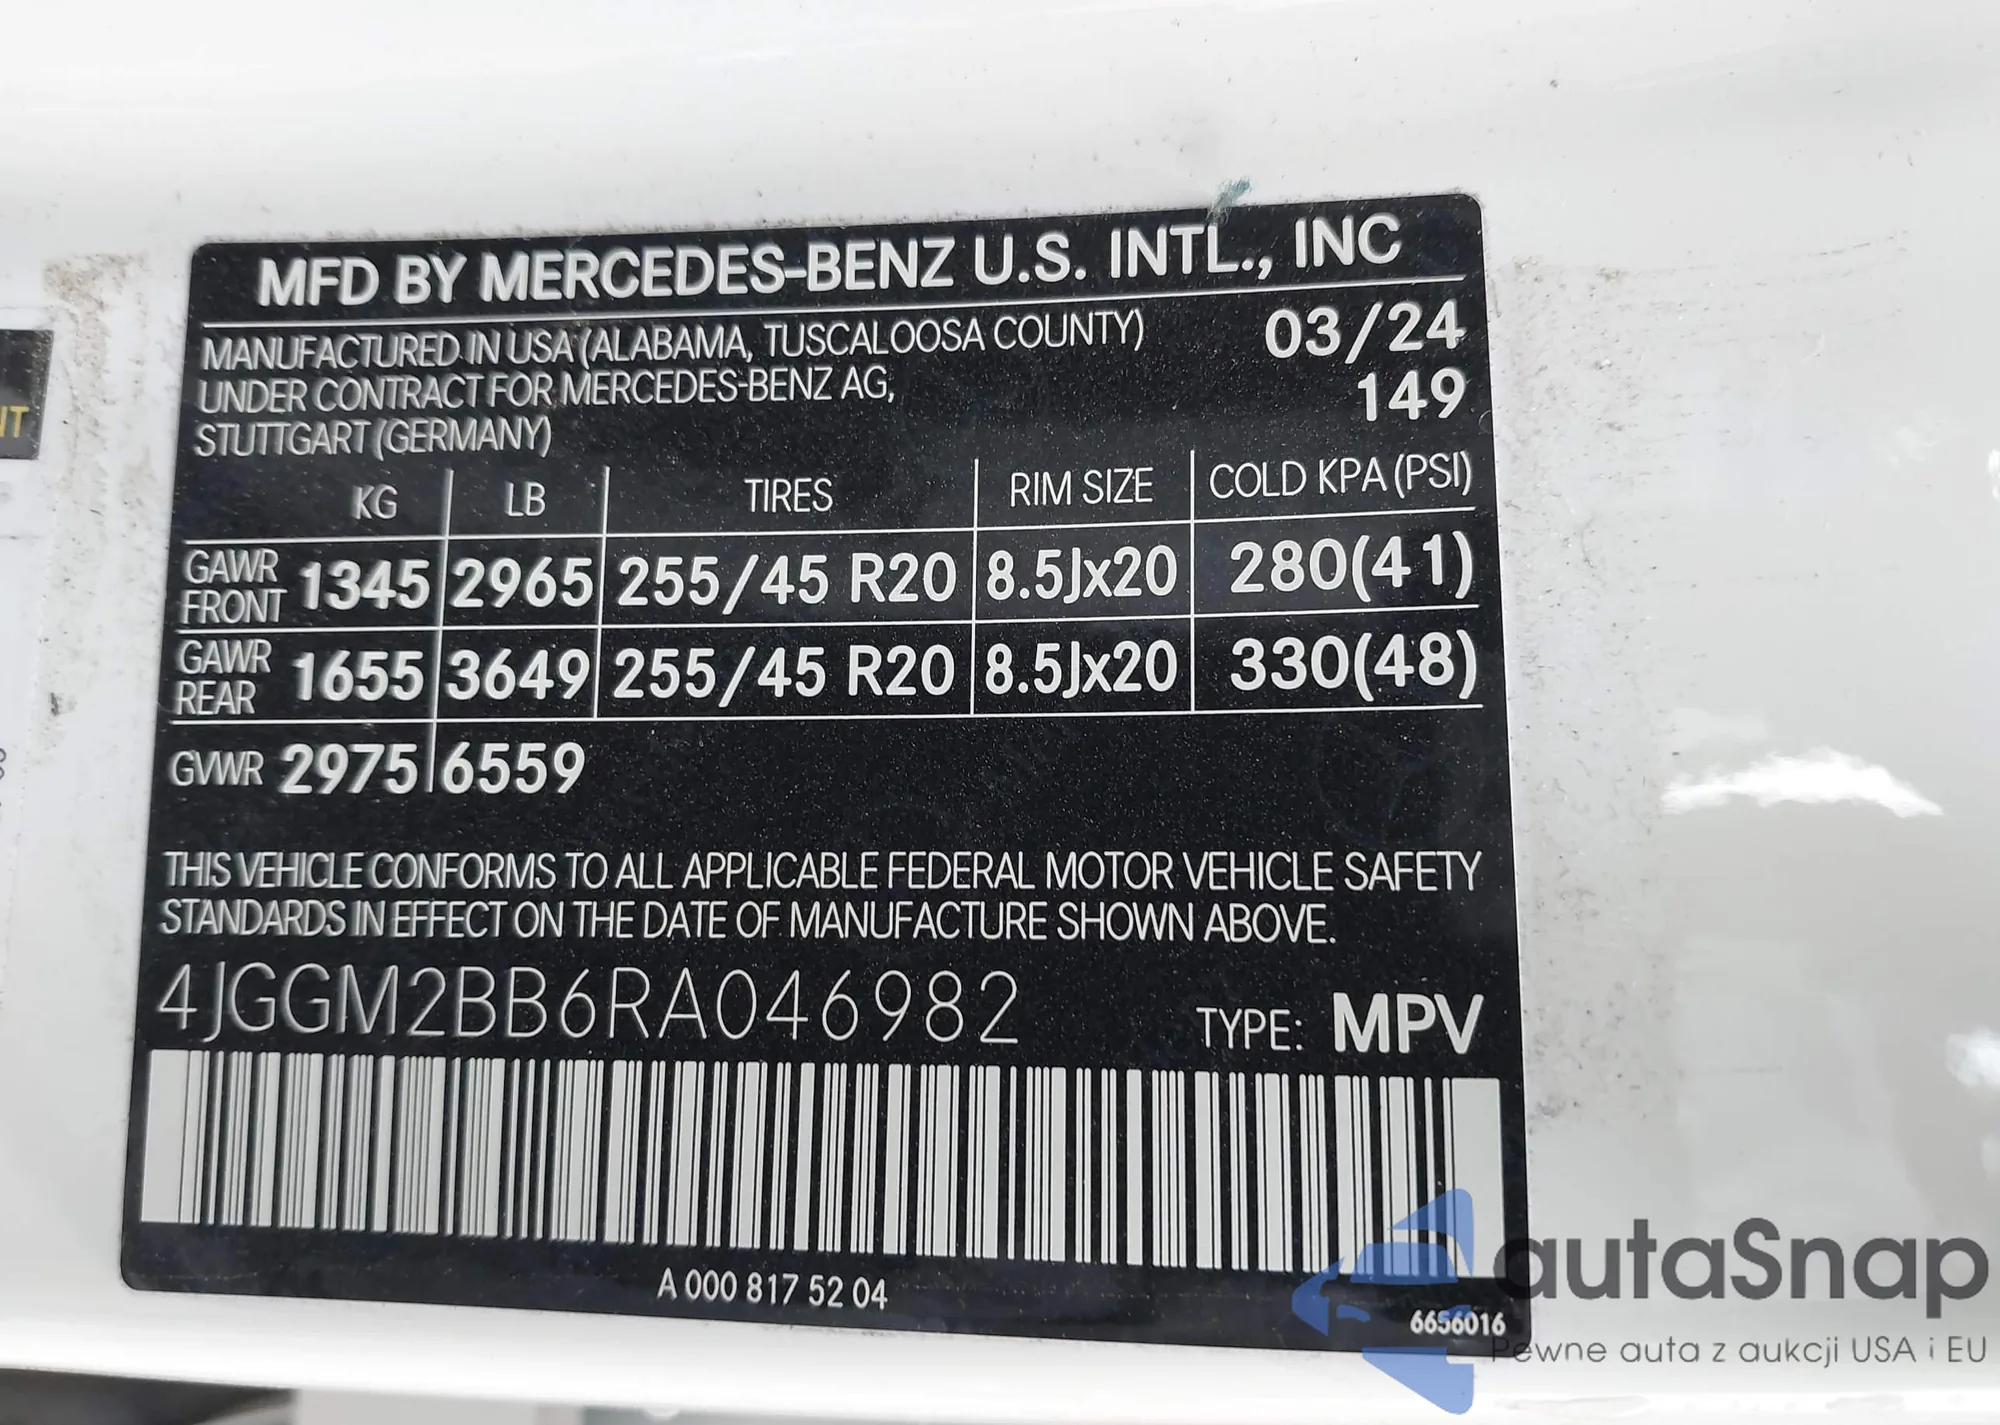 MFD BY MERCEDES-BENZ U.S. INTL., INC
MANUFACTURED IN USA (ALABAMA, TUSCALOOSA COUNTY) 03/24
UNDER CONTRACT FOR MERCEDES-BENZ AG, 149
STUTTGART (GERMANY)
KG LB TIRES RIM SIZE COLD KPA (PSI)
GAWR FRONT 1345 2965 255/45 R20 8.5Jx20 280(41)
GAWR REAR 1655 3649 255/45 R20 8.5Jx20 330(48)
GVWR 2975 6559
THIS VEHICLE CONFORMS TO ALL APPLICABLE FEDERAL MOTOR VEHICLE SAFETY
STANDARDS IN EFFECT ON THE DATE OF MANUFACTURE SHOWN ABOVE.
4JGGM2BB6RA046982 TYPE: MPV
A 000 817 52 04
6656016
autaSnap
Pewne auta z aukcji USA i EU